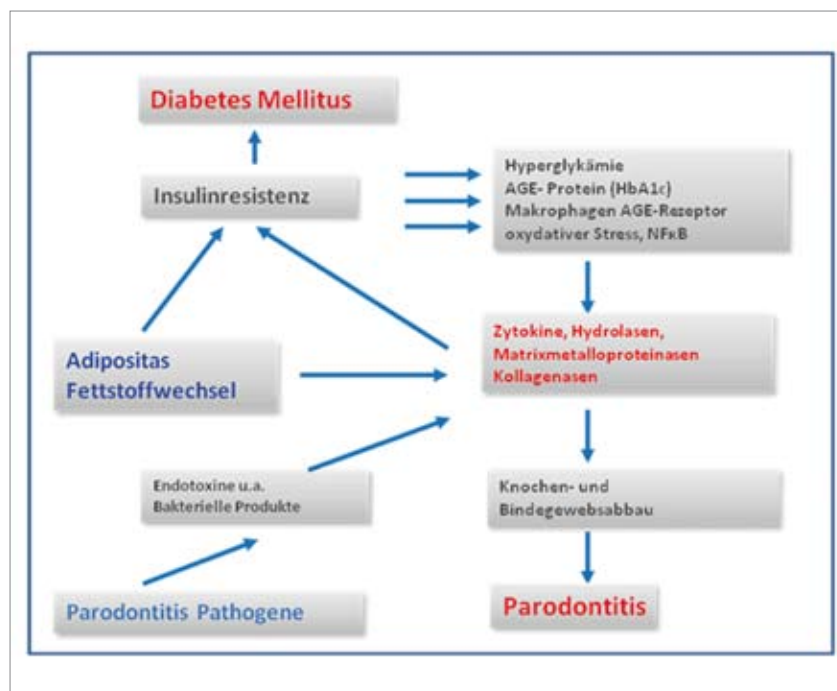 Diabetes Mellitus
Insulinresistenz
Hyperglykämie
AGE- Protein (HbA1c)
Makrophagen AGE-Rezeptor
oxydativer Stress, NFκB
Adipositas
Fettstoffwechsel
Zytokine, Hydrolasen,
Matrixmetalloproteinasen
Kollagenasen
Endotoxine u.a.
Bakterielle Produkte
Knochen- und
Bindegewebsabbau
Parodontitis Pathogene
Parodontitis